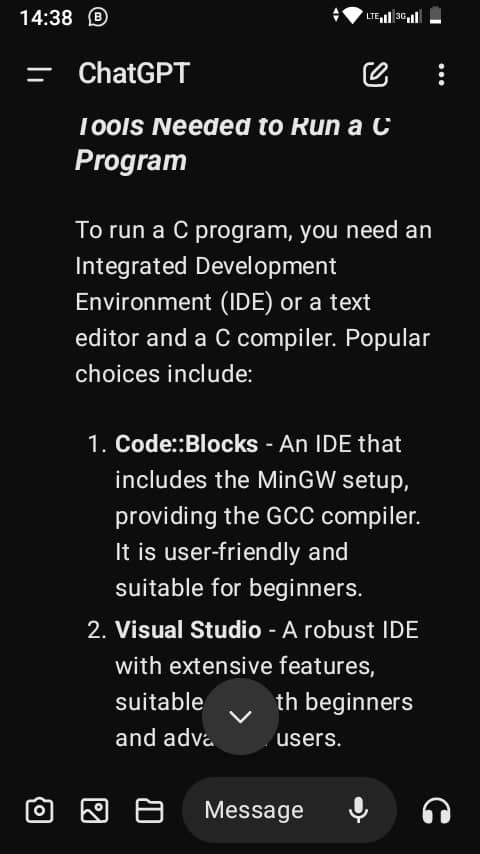 14:38 B LTE 3G
ChatGPT
Tools Needed to Run a C
Program
To run a C program, you need an
Integrated Development
Environment (IDE) or a text
editor and a C compiler. Popular
choices include:
1. Code::Blocks - An IDE that
includes the MinGW setup,
providing the GCC compiler.
It is user-friendly and
suitable for beginners.
2. Visual Studio - A robust IDE
with extensive features,
suitable th beginners
and adva users.
Message